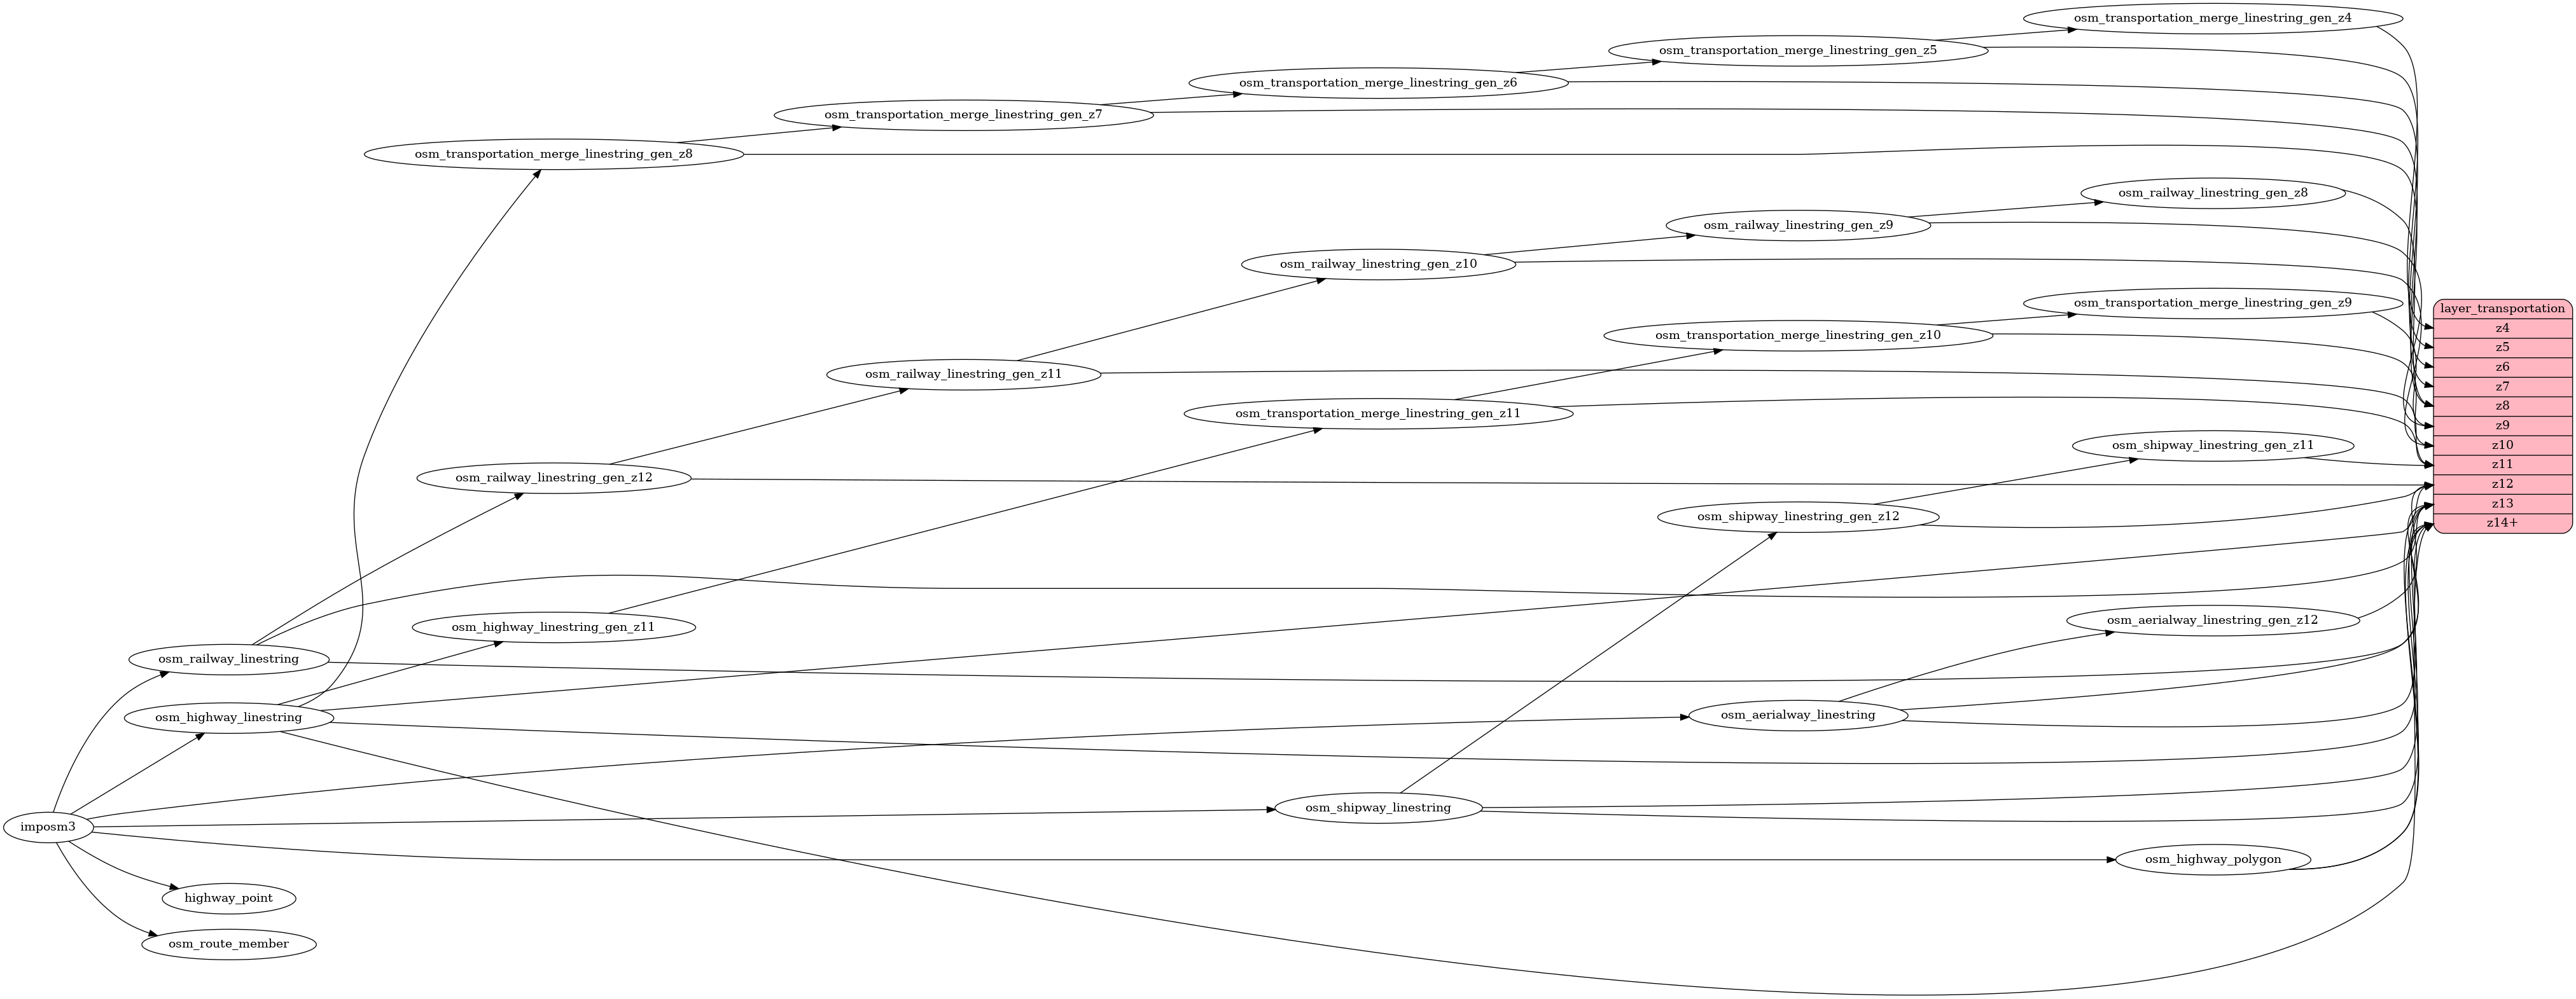 osm_transportation_merge_linestring_gen_z4
osm_transportation_merge_linestring_gen_z5
osm_transportation_merge_linestring_gen_z6
osm_transportation_merge_linestring_gen_z7
osm_transportation_merge_linestring_gen_z8
osm_railway_linestring_gen_z8
osm_railway_linestring_gen_z9
osm_railway_linestring_gen_z10
osm_transportation_merge_linestring_gen_z9
osm_transportation_merge_linestring_gen_z10
osm_railway_linestring_gen_z11
osm_transportation_merge_linestring_gen_z11
osm_shipway_linestring_gen_z11
osm_railway_linestring_gen_z12
osm_shipway_linestring_gen_z12
osm_highway_linestring_gen_z11
osm_aerialway_linestring_gen_z12
osm_railway_linestring
osm_highway_linestring
osm_aerialway_linestring
osm_shipway_linestring
imposm3
osm_highway_polygon
highway_point
osm_route_member
layer_transportation
z4
z5
z6
z7
z8
z9
z10
z11
z12
z13
z14+